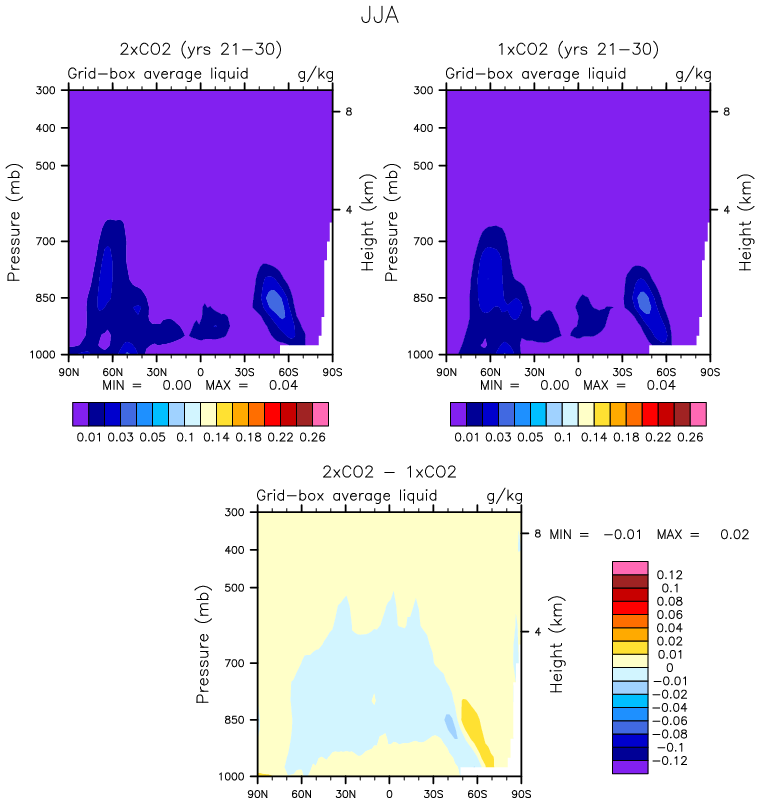 JJA
2xCO2 (yrs 21-30)
Grid-box average liquid g/kg
300
400
500
700
850
1000
Pressure (mb)
8
4
Height (km)
90N 60N 30N 0 30S 60S 90S
MIN = 0.00 MAX = 0.04
0.01 0.03 0.05 0.1 0.14 0.18 0.22 0.26
1xCO2 (yrs 21-30)
Grid-box average liquid g/kg
300
400
500
700
850
1000
Pressure (mb)
8
4
Height (km)
90N 60N 30N 0 30S 60S 90S
MIN = 0.00 MAX = 0.04
0.01 0.03 0.05 0.1 0.14 0.18 0.22 0.26
2xCO2 - 1xCO2
Grid-box average liquid g/kg
300
400
500
700
850
1000
Pressure (mb)
8
4
Height (km)
90N 60N 30N 0 30S 60S 90S
MIN = -0.01 MAX = 0.02
0.12
0.1
0.08
0.06
0.04
0.02
0.01
0
-0.01
-0.02
-0.04
-0.06
-0.08
-0.1
-0.12